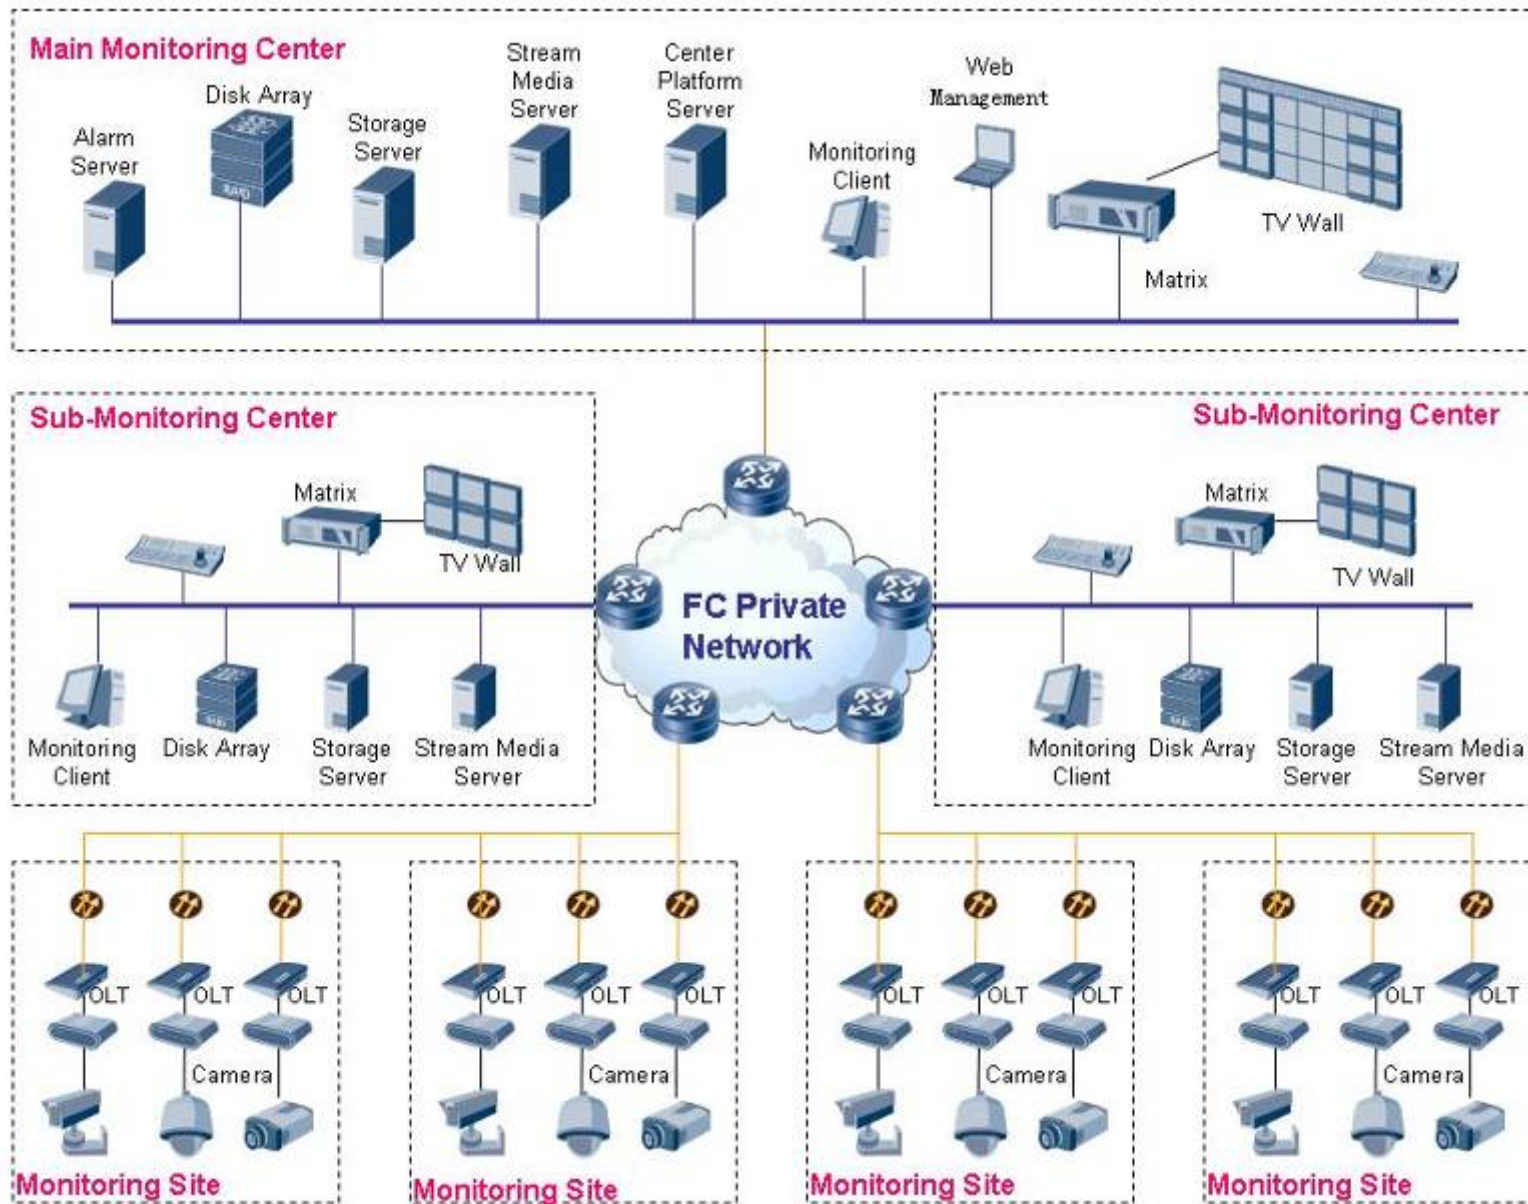 Main Monitoring Center
Alarm
Server
Disk Array
RAID
Storage
Server
Stream
Media
Server
Center
Platform
Server
Monitoring
Client
Web
Management
Matrix
TV Wall
Sub-Monitoring Center
Matrix
TV Wall
Monitoring
Client
RAID
Disk Array
Storage
Server
Stream Media
Server
FC Private
Network
Sub-Monitoring Center
Matrix
TV Wall
Monitoring
Client
Disk Array
Storage
Server
Stream Media
Server
OLT
OLT
OLT
Camera
Monitoring Site
OLT
OLT
OLT
Camera
Monitoring Site
OLT
OLT
OLT
Camera
Monitoring Site
OLT
OLT
OLT
Camera
Monitoring Site